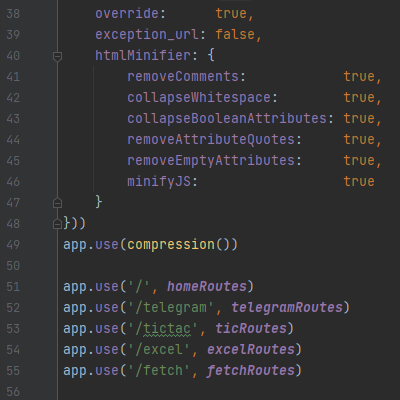 38 override: true,
39 exception_url: false,
40 htmlMinifier: {
41 removeComments: true,
42 collapseWhitespace: true,
43 collapseBooleanAttributes: true,
44 removeAttributeQuotes: true,
45 removeEmptyAttributes: true,
46 minifyJS: true
47 }
48 }))
49 app.use(compression())
50
51 app.use('/', homeRoutes)
52 app.use('/telegram', telegramRoutes)
53 app.use('/tictac', ticRoutes)
54 app.use('/excel', excelRoutes)
55 app.use('/fetch', fetchRoutes)
56